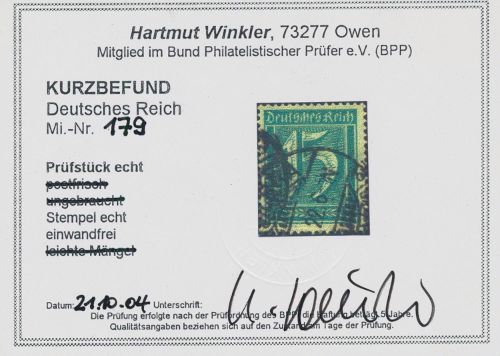 Hartmut Winkler, 73277 Owen
Mitglied im Bund Philatelistischer Prüfer e.V. (BPP)
KURZBEFUND
Deutsches Reich
Mi.-Nr. 179
Deutsches Reich
15
Prüfstück echt
postfrisch
ungebraucht
Stempel echt
einwandfrei
leichte Mängel
Datum: 21.10.04 Unterschrift:
Die Prüfung erfolgte nach der Prüfordnung des BPP, die Haftung beträgt 5 Jahre.
Qualitätsangaben beziehen sich auf den Zustand am Tage der Prüfung.